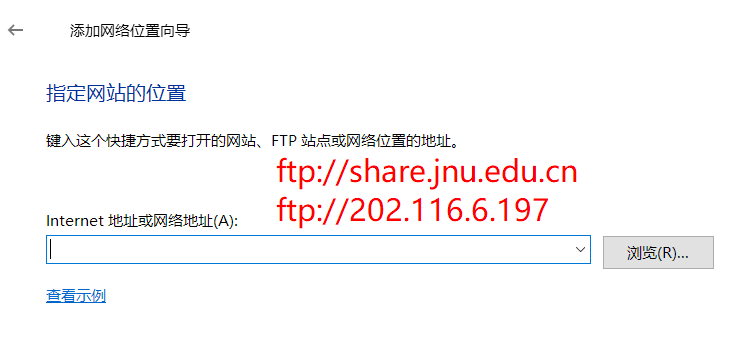 添加网络位置向导
指定网站的位置
键入这个快捷方式要打开的网站、FTP 站点或网络位置的地址。
ftp://share.jnu.edu.cn
ftp://202.116.6.197
Internet 地址或网络地址(A):
浏览(R)...
查看示例